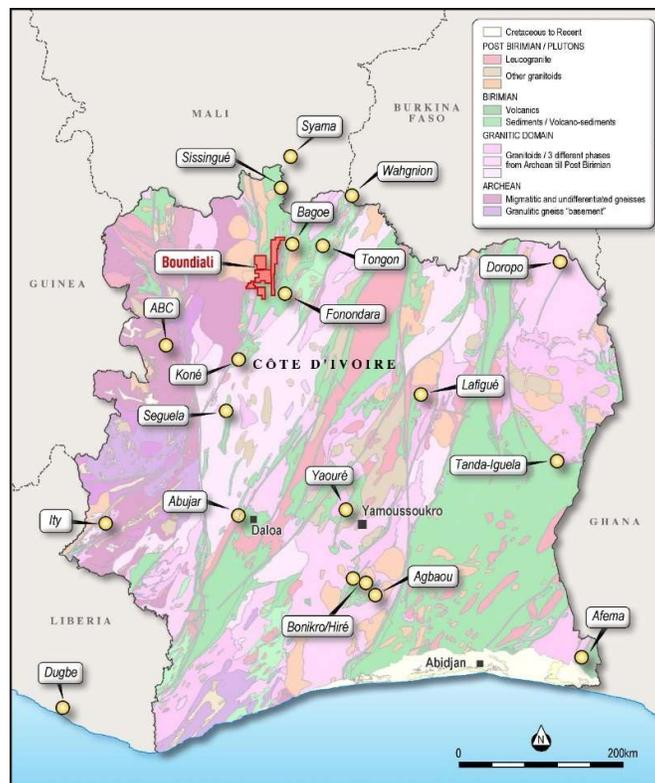 Cretaceous to Recent
POST BIRIMIAN / PLUTONS
Leucogranite
Other granitoids
BIRIMIAN
Volcanics
Sediments / Volcano-sediments
GRANITIC DOMAIN
Granitoids / 3 different phases
from Archean till Post Birimian
ARCHEAN
Migmatitic and undifferentiated gneisses
Granulitic gneiss "basement"
MALI
BURKINA
FASO
Syama
Sissingué
Wahgnion
Bagoe
Boundiali
Tongon
Doropo
GUINEA
ABC
Fonondara
CÔTE D'IVOIRE
Koné
Lafigué
Seguela
Tanda-Iguela
Yaouré
Abujar
Ity
Daloa
Yamoussoukro
GHANA
Agbaou
Bonikro/Hiré
LIBERIA
Afema
Abidjan
Dugbe
N
0 200km